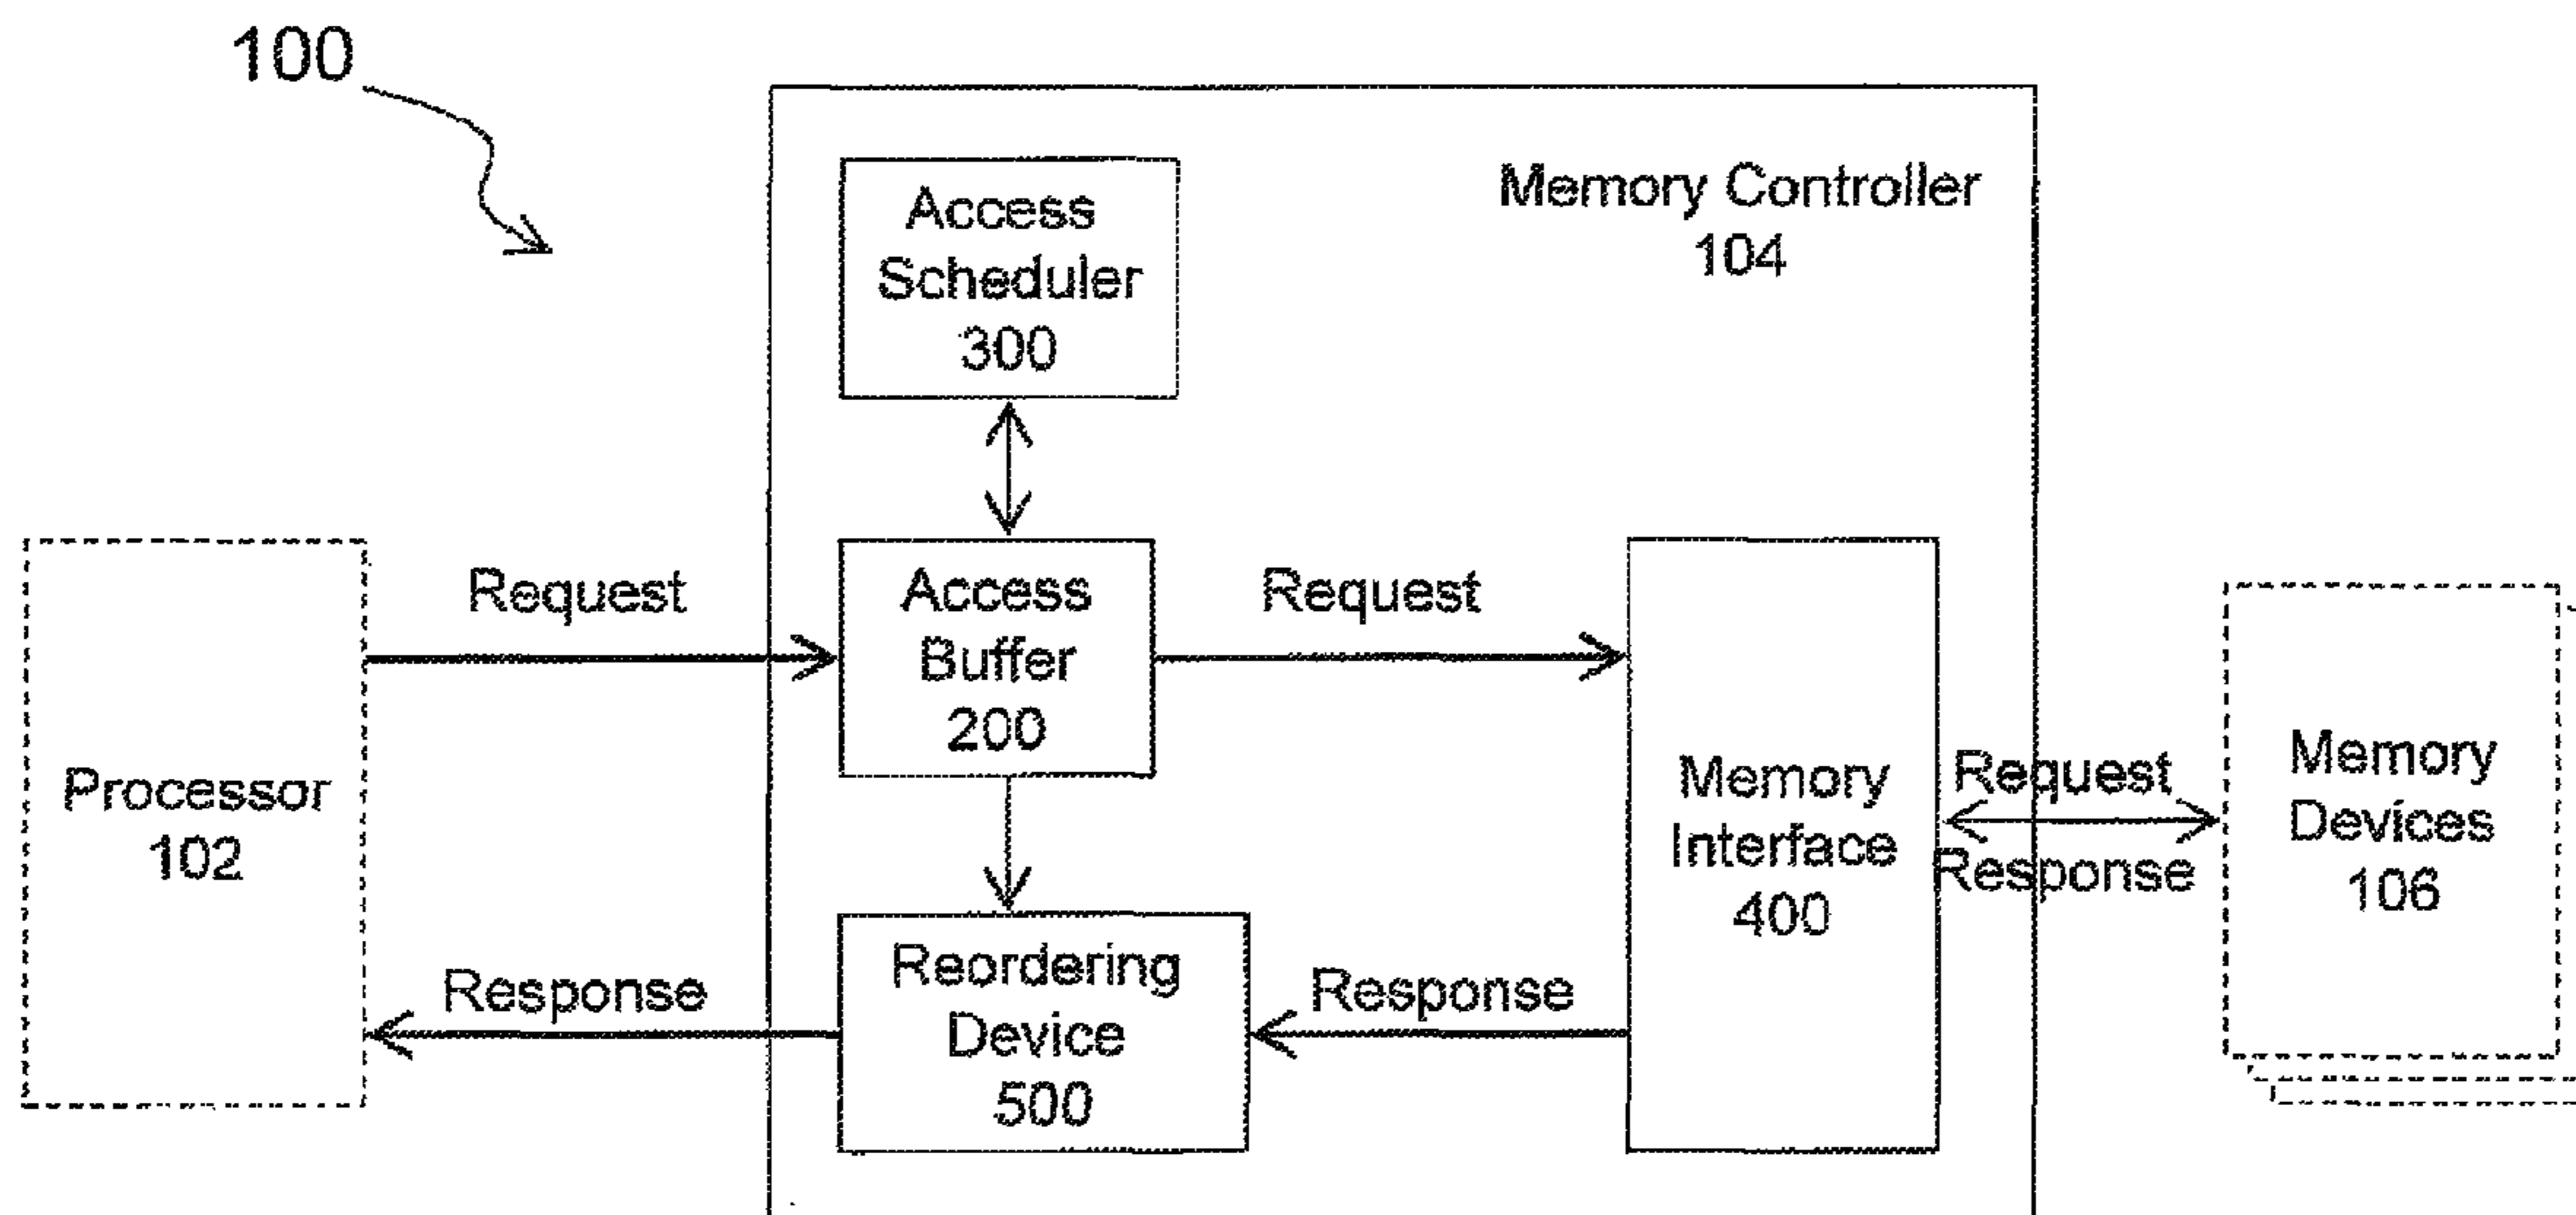 100
Access
Scheduler
300
Memory Controller
104
Request
Access
Buffer
200
Request
Processor
102
Memory
Interface
400
Request
Response
Memory
Devices
106
Response
Reordering
Device
500
Response